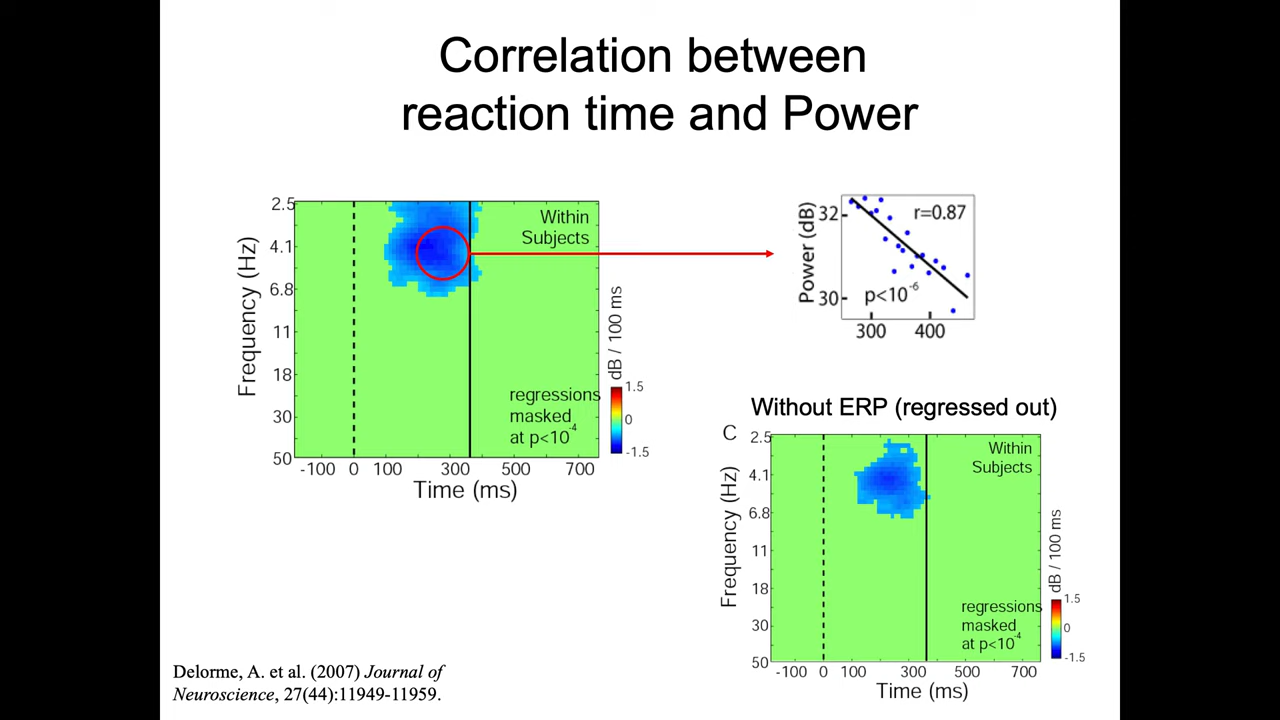 Correlation between
reaction time and Power
2.5
4.1
6.8
11
18
30
50
Frequency (Hz)
-100 0 100 300 500 700
Time (ms)
Within
Subjects
regressions
masked
at p<10-4
dB / 100 ms
1.5
0
-1.5
Power (dB)
32
30
r=0.87
p<10-6
300 400
Without ERP (regressed out)
C
2.5
4.1
6.8
11
18
30
50
Frequency (Hz)
-100 0 100 300 500 700
Time (ms)
Within
Subjects
regressions
masked
at p<10-4
dB / 100 ms
1.5
0
-1.5
Delorme, A. et al. (2007) Journal of
Neuroscience, 27(44):11949-11959.